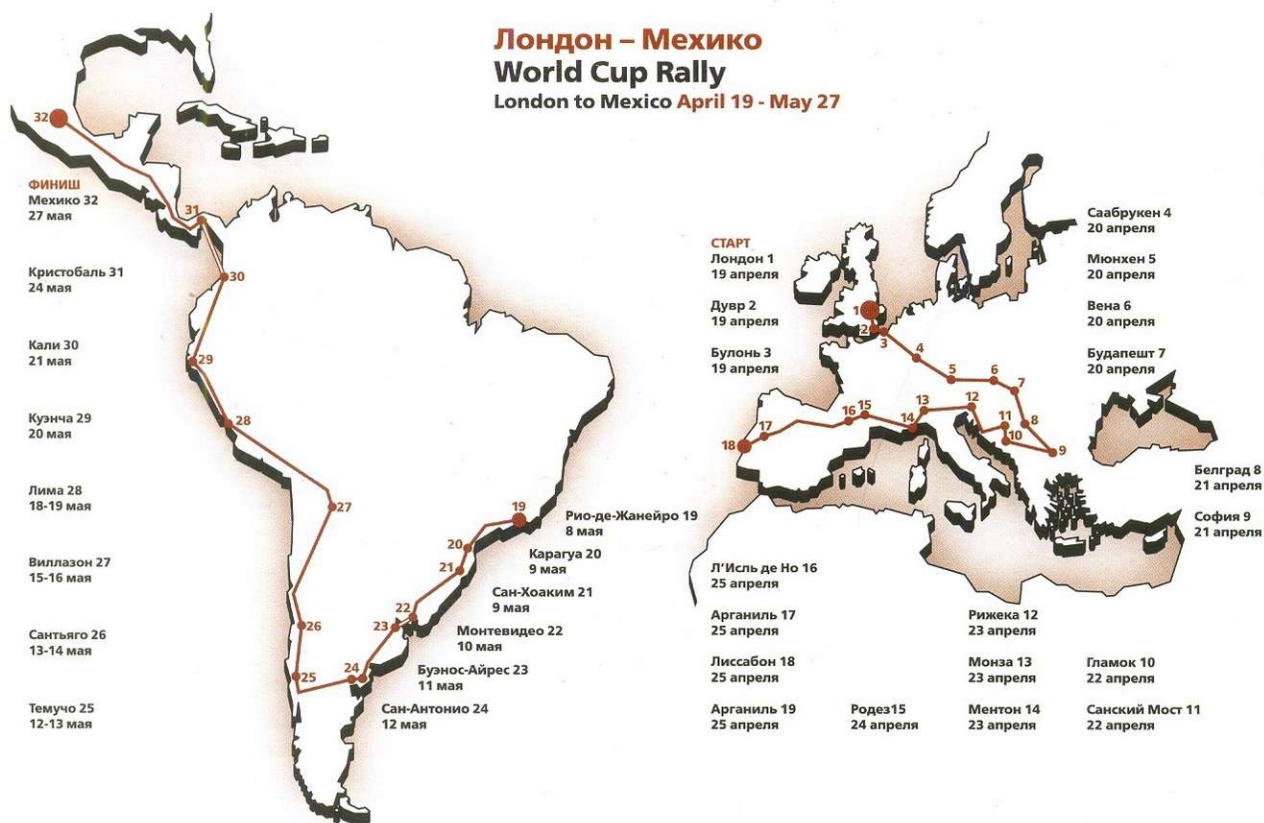 Лондон – Мехико
World Cup Rally
London to Mexico April 19 - May 27
ФИНИШ
Мехико 32
27 мая
Кристобаль 31
24 мая
Кали 30
21 мая
Куэнча 29
20 мая
Лима 28
18-19 мая
Виллазон 27
15-16 мая
Сантьяго 26
13-14 мая
Темучо 25
12-13 мая
32
31
30
29
28
27
26
25
24
23
22
21
20
19
Рио-де-Жанейро 19
8 мая
Карагуа 20
9 мая
Сан-Хоаким 21
9 мая
Монтевидео 22
10 мая
Буэнос-Айрес 23
11 мая
Сан-Антонио 24
12 мая
СТАРТ
Лондон 1
19 апреля
Дувр 2
19 апреля
Булонь 3
19 апреля
Саабрукен 4
20 апреля
Мюнхен 5
20 апреля
Вена 6
20 апреля
Будапешт 7
20 апреля
1
2
3
4
5
6
7
8
9
10
11
12
13
14
15
16
17
18
Белград 8
21 апреля
София 9
21 апреля
Л'Исль де Но 16
25 апреля
Арганиль 17
25 апреля
Лиссабон 18
25 апреля
Арганиль 19
25 апреля
Родез15
24 апреля
Рижека 12
23 апреля
Монза 13
23 апреля
Ментон 14
23 апреля
Гламок 10
22 апреля
Санский Мост 11
22 апреля